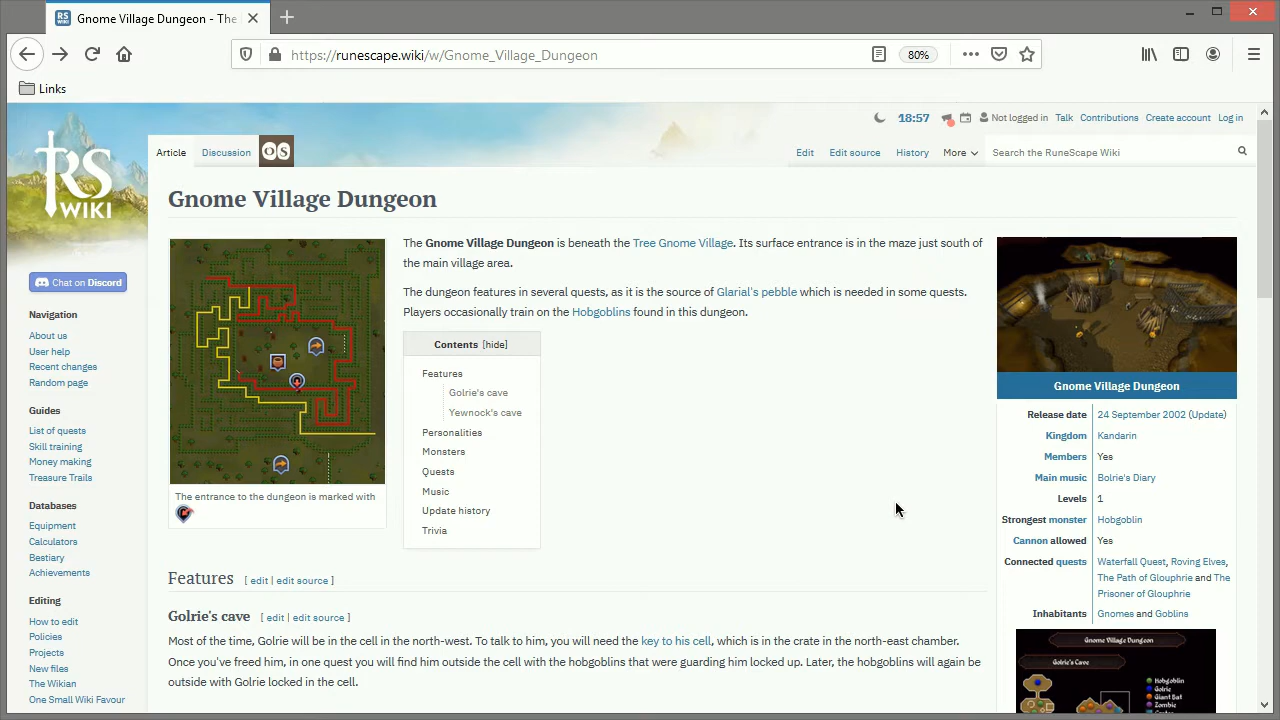 RS WIKI
Gnome Village Dungeon - The
https://runescape.wiki/w/Gnome_Village_Dungeon
80%
Links
18:57
Not logged in
Talk
Contributions
Create account
Log in
RS WIKI
Article
Discussion
OS
Edit
Edit source
History
More
Search the RuneScape Wiki
Chat on Discord
Navigation
About us
User help
Recent changes
Random page
Guides
List of quests
Skill training
Money making
Treasure Trails
Databases
Equipment
Calculators
Bestiary
Achievements
Editing
How to edit
Policies
Projects
New files
The Wikian
One Small Wiki Favour
Gnome Village Dungeon
The entrance to the dungeon is marked with
The Gnome Village Dungeon is beneath the Tree Gnome Village. Its surface entrance is in the maze just south of
the main village area.
The dungeon features in several quests, as it is the source of Glarial's pebble which is needed in some quests.
Players occasionally train on the Hobgoblins found in this dungeon.
Contents [hide]
Features
Golrie's cave
Yewnock's cave
Personalities
Monsters
Quests
Music
Update history
Trivia
Features [ edit | edit source ]
Golrie's cave [ edit | edit source ]
Most of the time, Golrie will be in the cell in the north-west. To talk to him, you will need the key to his cell, which is in the crate in the north-east chamber.
Once you've freed him, in one quest you will find him outside the cell with the hobgoblins that were guarding him locked up. Later, the hobgoblins will again be
outside with Golrie locked in the cell.
Gnome Village Dungeon
Release date 24 September 2002 (Update)
Kingdom Kandarin
Members Yes
Main music Bolrie's Diary
Levels 1
Strongest monster Hobgoblin
Cannon allowed Yes
Connected quests Waterfall Quest, Roving Elves,
The Path of Glouphrie and The
Prisoner of Glouphrie
Inhabitants Gnomes and Goblins
Gnome Village Dungeon
Golrie's Cave
Hobgoblin
Golrie
Giant Bat
Zombie